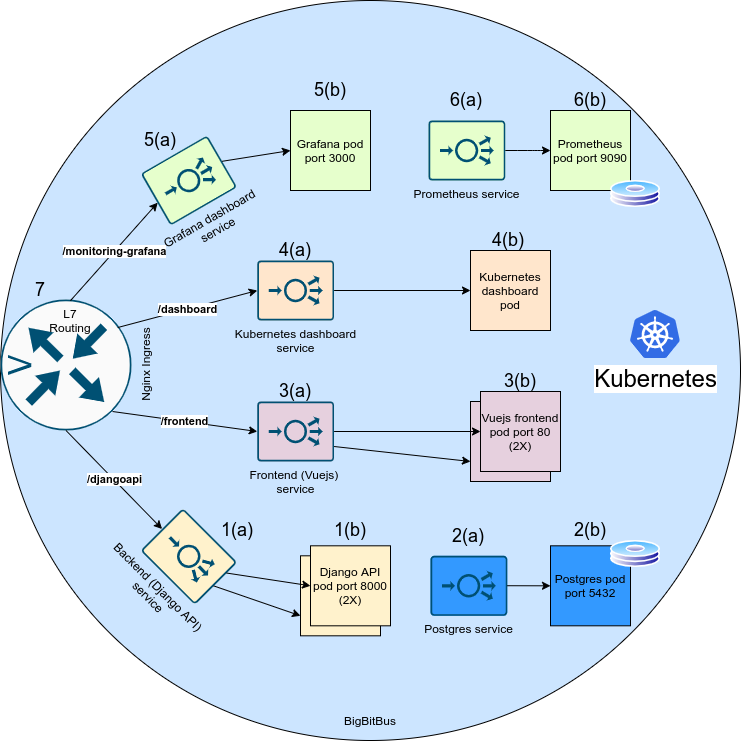 5(b)
6(a)
6(b)
5(a)
Grafana pod
port 3000
Prometheus
pod port 9090
Prometheus service
Grafana dashboard
service
/monitoring-grafana
4(a)
4(b)
Kubernetes
dashboard
pod
7
L7
Routing
/dashboard
Kubernetes dashboard
service
Nginx Ingress
Kubernetes
3(a)
3(b)
Vuejs frontend
pod port 80
(2X)
/frontend
Frontend (Vuejs)
service
/djangoapi
1(a)
1(b)
2(a)
2(b)
Backend (Django API)
service
Django API
pod port 8000
(2X)
Postgres pod
port 5432
Postgres service
BigBitBus